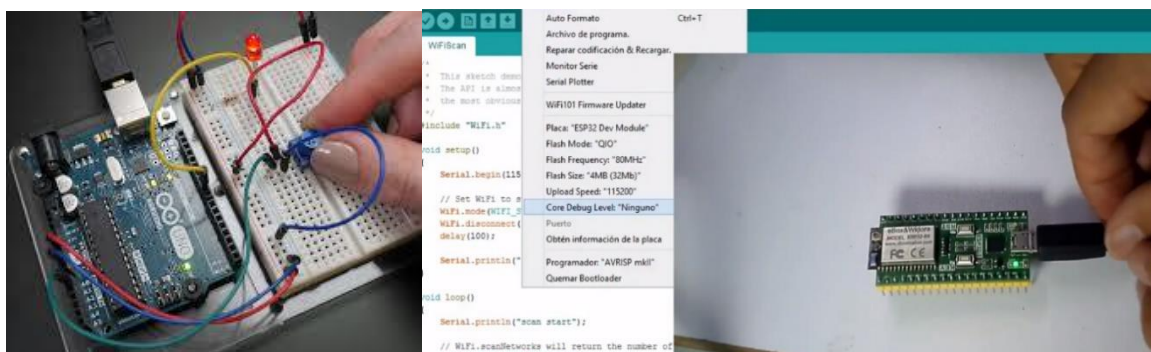 ARDUINO
UNO
WiFiScan
* This sketch demo
* The API is almos
* the most obvious
*/
#include "WiFi.h"
void setup()
{
Serial.begin(115
// Set WiFi to s
WiFi.mode(WIFI_S
WiFi.disconnect(
delay(100);
Serial.println("
void loop()
{
Serial.println("scan start");
// WiFi.scanNetworks will return the number of
Auto Formato Ctrl+T
Archivo de programa.
Reparar codificación & Recargar.
Monitor Serie
Serial Plotter
WiFi101 Firmware Updater
Placa: "ESP32 Dev Module"
Flash Mode: "QIO"
Flash Frequency: "80MHz"
Flash Size: "4MB (32Mb)"
Upload Speed: "115200"
Core Debug Level: "Ninguno"
Puerto
Obtén información de la placa
Programador: "AVRISP mkII"
Quemar Bootloader
FC CE